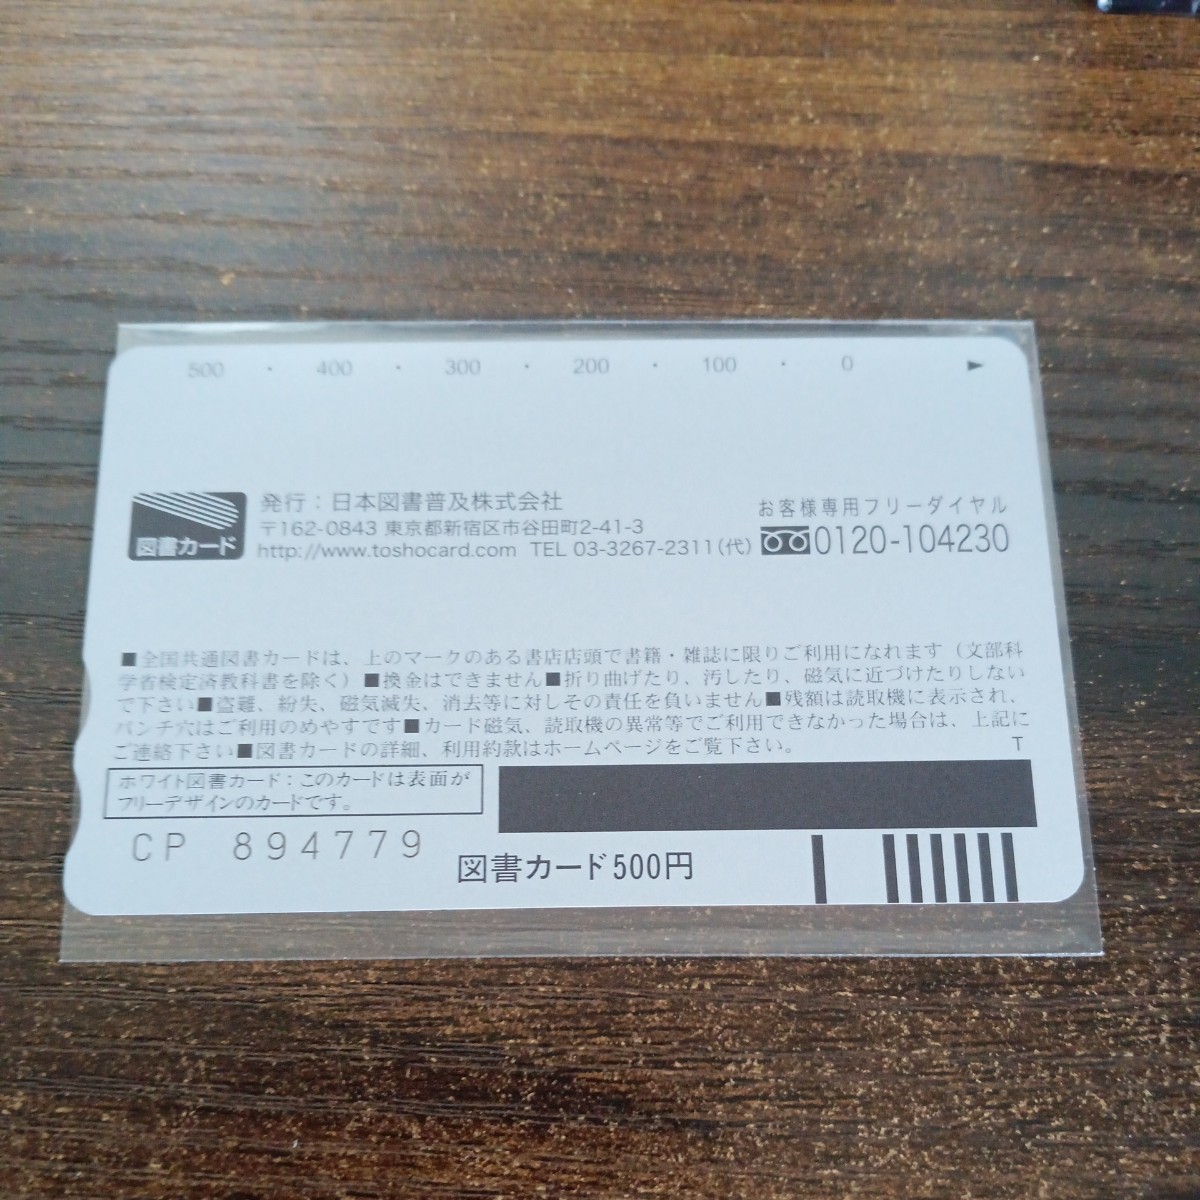 500 ・ 400 ・ 300 ・ 200 ・ 100 ・ 0 ▶
図書カード
発行：日本図書普及株式会社
〒162-0843 東京都新宿区市谷田町2-41-3
http://www.toshocard.com TEL 03-3267-2311(代)
お客様専用フリーダイヤル
0120-104230
■全国共通図書カードは、上のマークのある書店店頭で書籍・雑誌に限りご利用になれます（文部科
学省検定済教科書を除く）■換金はできません■折り曲げたり、汚したり、磁気に近づけたりしない
で下さい■盗難、紛失、磁気滅失、消去等に対しその責任を負いません■残額は読取機に表示され、
パンチ穴はご利用のめやすです■カード磁気、読取機の異常等でご利用できなかった場合は、上記に
ご連絡下さい■図書カードの詳細、利用約款はホームページをご覧下さい。
T
ホワイト図書カード：このカードは表面が
フリーデザインのカードです。
CP 894779
図書カード500円